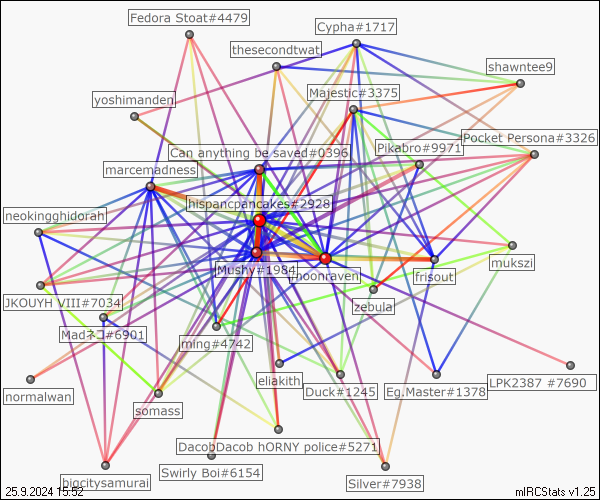 Fedora Stoat#4479
Cypha#1717
thesecondtwat
shawntee9
Majestic#3375
yoshimanden
Pocket Persona#3326
Pikabro#9971
Can anything be saved#0396
marcemadness
hispancpancakes#2928
neokingghidorah
mukszi
Mushy#1984
moonraven
frisout
JKOUYH VIII#7034
zebula
Madネコ#6901
ming#4742
eliakith
LPK2387 #7690
normalwan
Duck#1245
Eg.Master#1378
somass
DacobDacob hORNY police#5271
Swirly Boi#6154
bigcitysamurai
Silver#7938
25.9.2024 15:52
mIRCStats v1.25